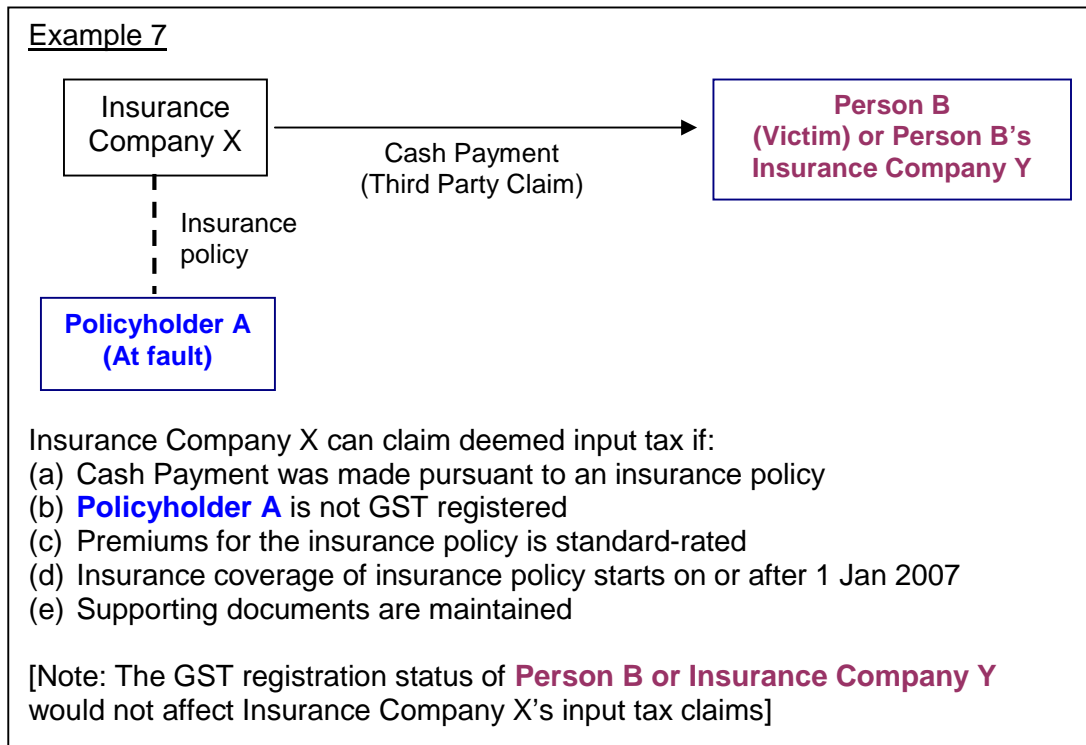 Example 7
Insurance
Company X
Cash Payment
(Third Party Claim)
Person B
(Victim) or Person B's
Insurance Company Y
Insurance
policy
Policyholder A
(At fault)
Insurance Company X can claim deemed input tax if:
(a) Cash Payment was made pursuant to an insurance policy
(b) Policyholder A is not GST registered
(c) Premiums for the insurance policy is standard-rated
(d) Insurance coverage of insurance policy starts on or after 1 Jan 2007
(e) Supporting documents are maintained
[Note: The GST registration status of Person B or Insurance Company Y
would not affect Insurance Company X's input tax claims]